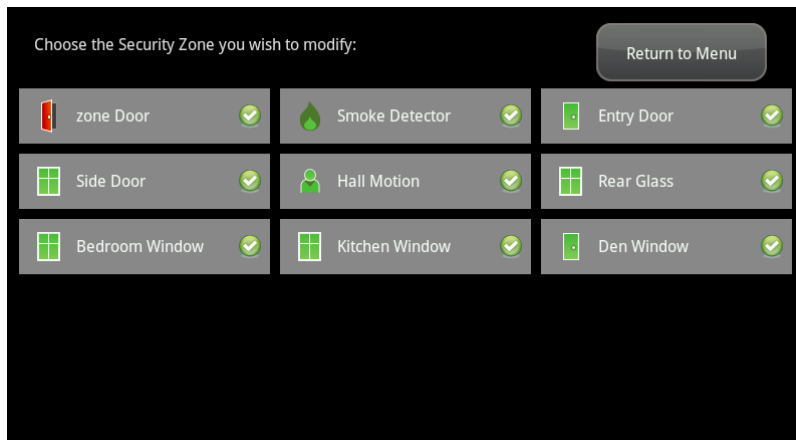 Choose the Security Zone you wish to modify:
Return to Menu
zone Door
Smoke Detector
Entry Door
Side Door
Hall Motion
Rear Glass
Bedroom Window
Kitchen Window
Den Window